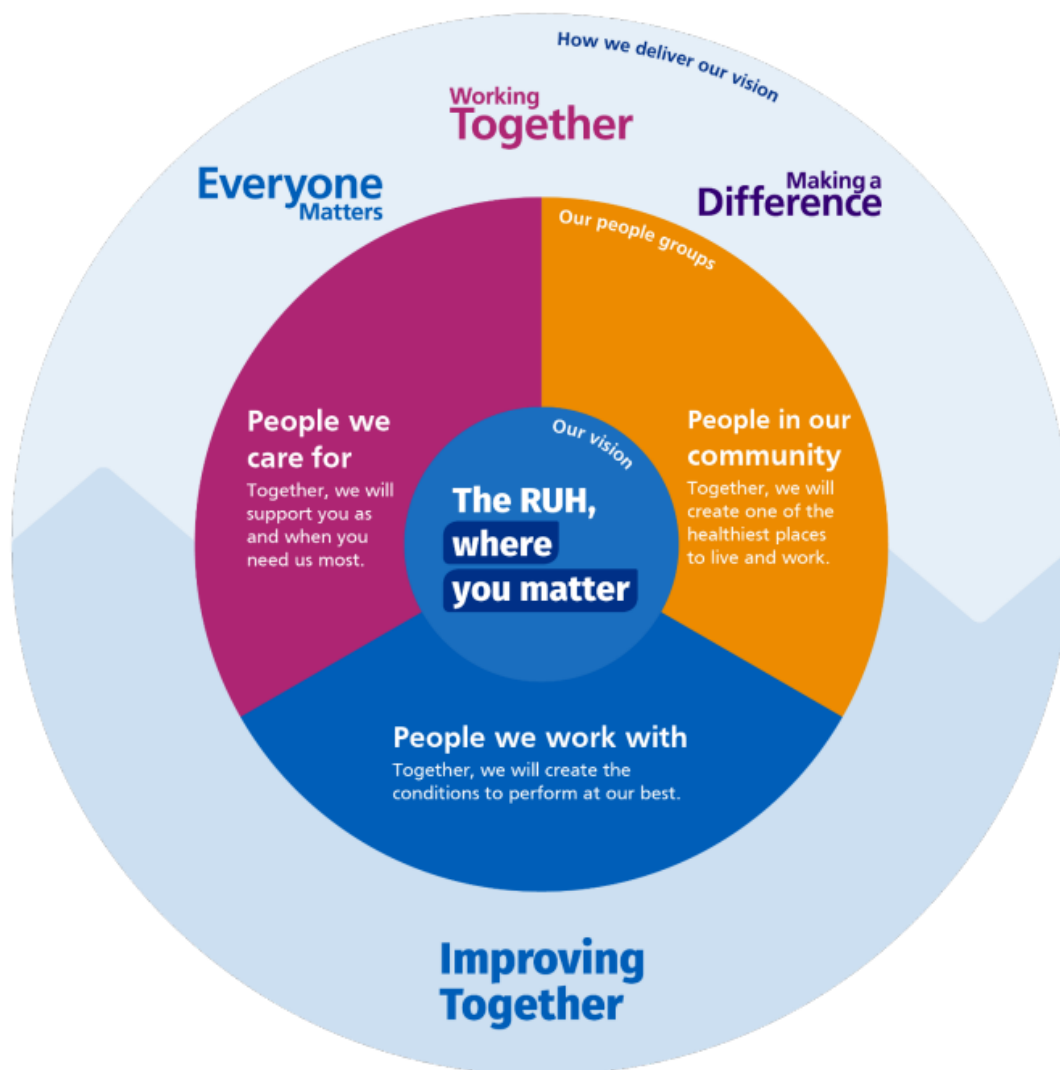 How we deliver our vision
Working
Together
Everyone
Matters
Making a
Difference
Our people groups
People we
care for
Together, we will
support you as
and when you
need us most.
Our vision
The RUH,
where
you matter
People in our
community
Together, we will
create one of the
healthiest places
to live and work.
People we work with
Together, we will create the
conditions to perform at our best.
Improving
Together